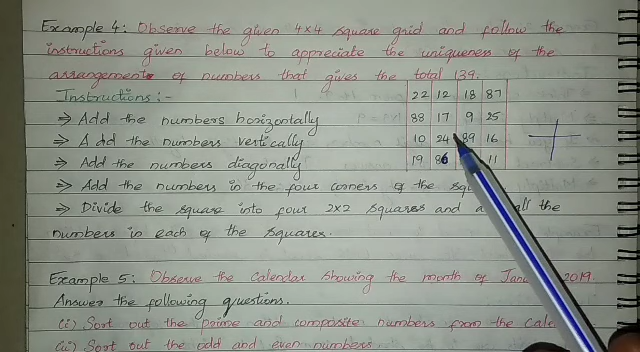 Example 4: Observe the given 4×4 square grid and follow the
instructions given below to appreciate the uniqueness of the
arrangements of numbers that gives the total 139.
Instructions:-
22 12 18 87
⇒ Add the numbers horizontally
88 17 9 25
⇒ Add the numbers vertically
10 24 89 16
⇒ Add the numbers diagonally
19 86 11
⇒ Add the numbers in the four corners of the
⇒ Divide the square into four 2×2 squares and all the
numbers in each of the squares.
Example 5: Observe the Calendar showing the month of 2019.
Answer the following questions.
(i) Sort out the prime and composite numbers from the
(ii) Sort out the odd and even numbers.